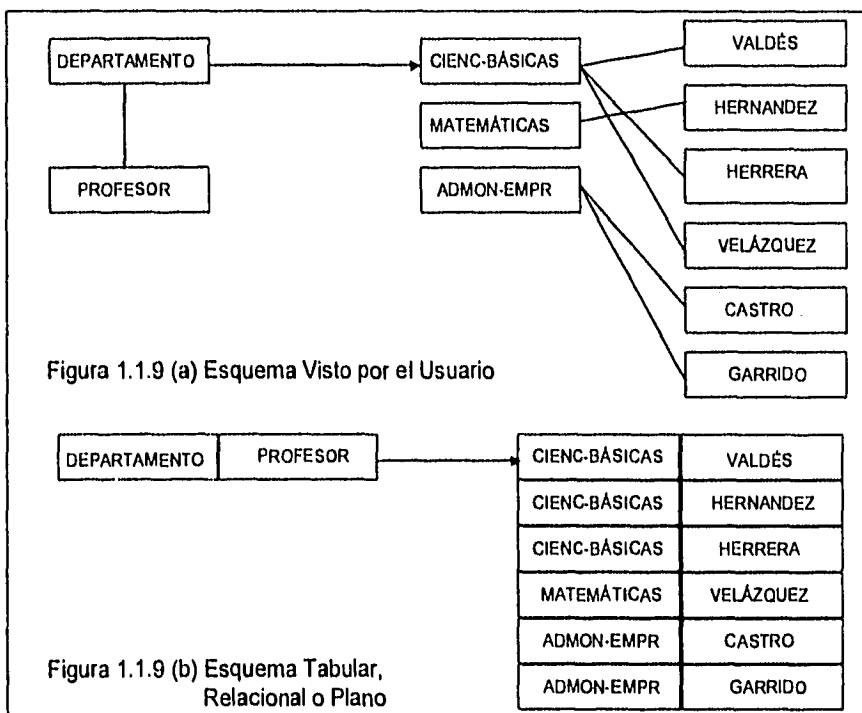 DEPARTAMENTO
CIENC-BÁSICAS
VALDÉS
MATEMÁTICAS
HERNANDEZ
PROFESOR
ADMON-EMPR
HERRERA
VELÁZQUEZ
CASTRO
GARRIDO
Figura 1.1.9 (a) Esquema Visto por el Usuario
DEPARTAMENTO PROFESOR
CIENC-BÁSICAS VALDÉS
CIENC-BÁSICAS HERNANDEZ
CIENC-BÁSICAS HERRERA
MATEMÁTICAS VELÁZQUEZ
ADMON-EMPR CASTRO
ADMON-EMPR GARRIDO
Figura 1.1.9 (b) Esquema Tabular,
Relacional o Plano